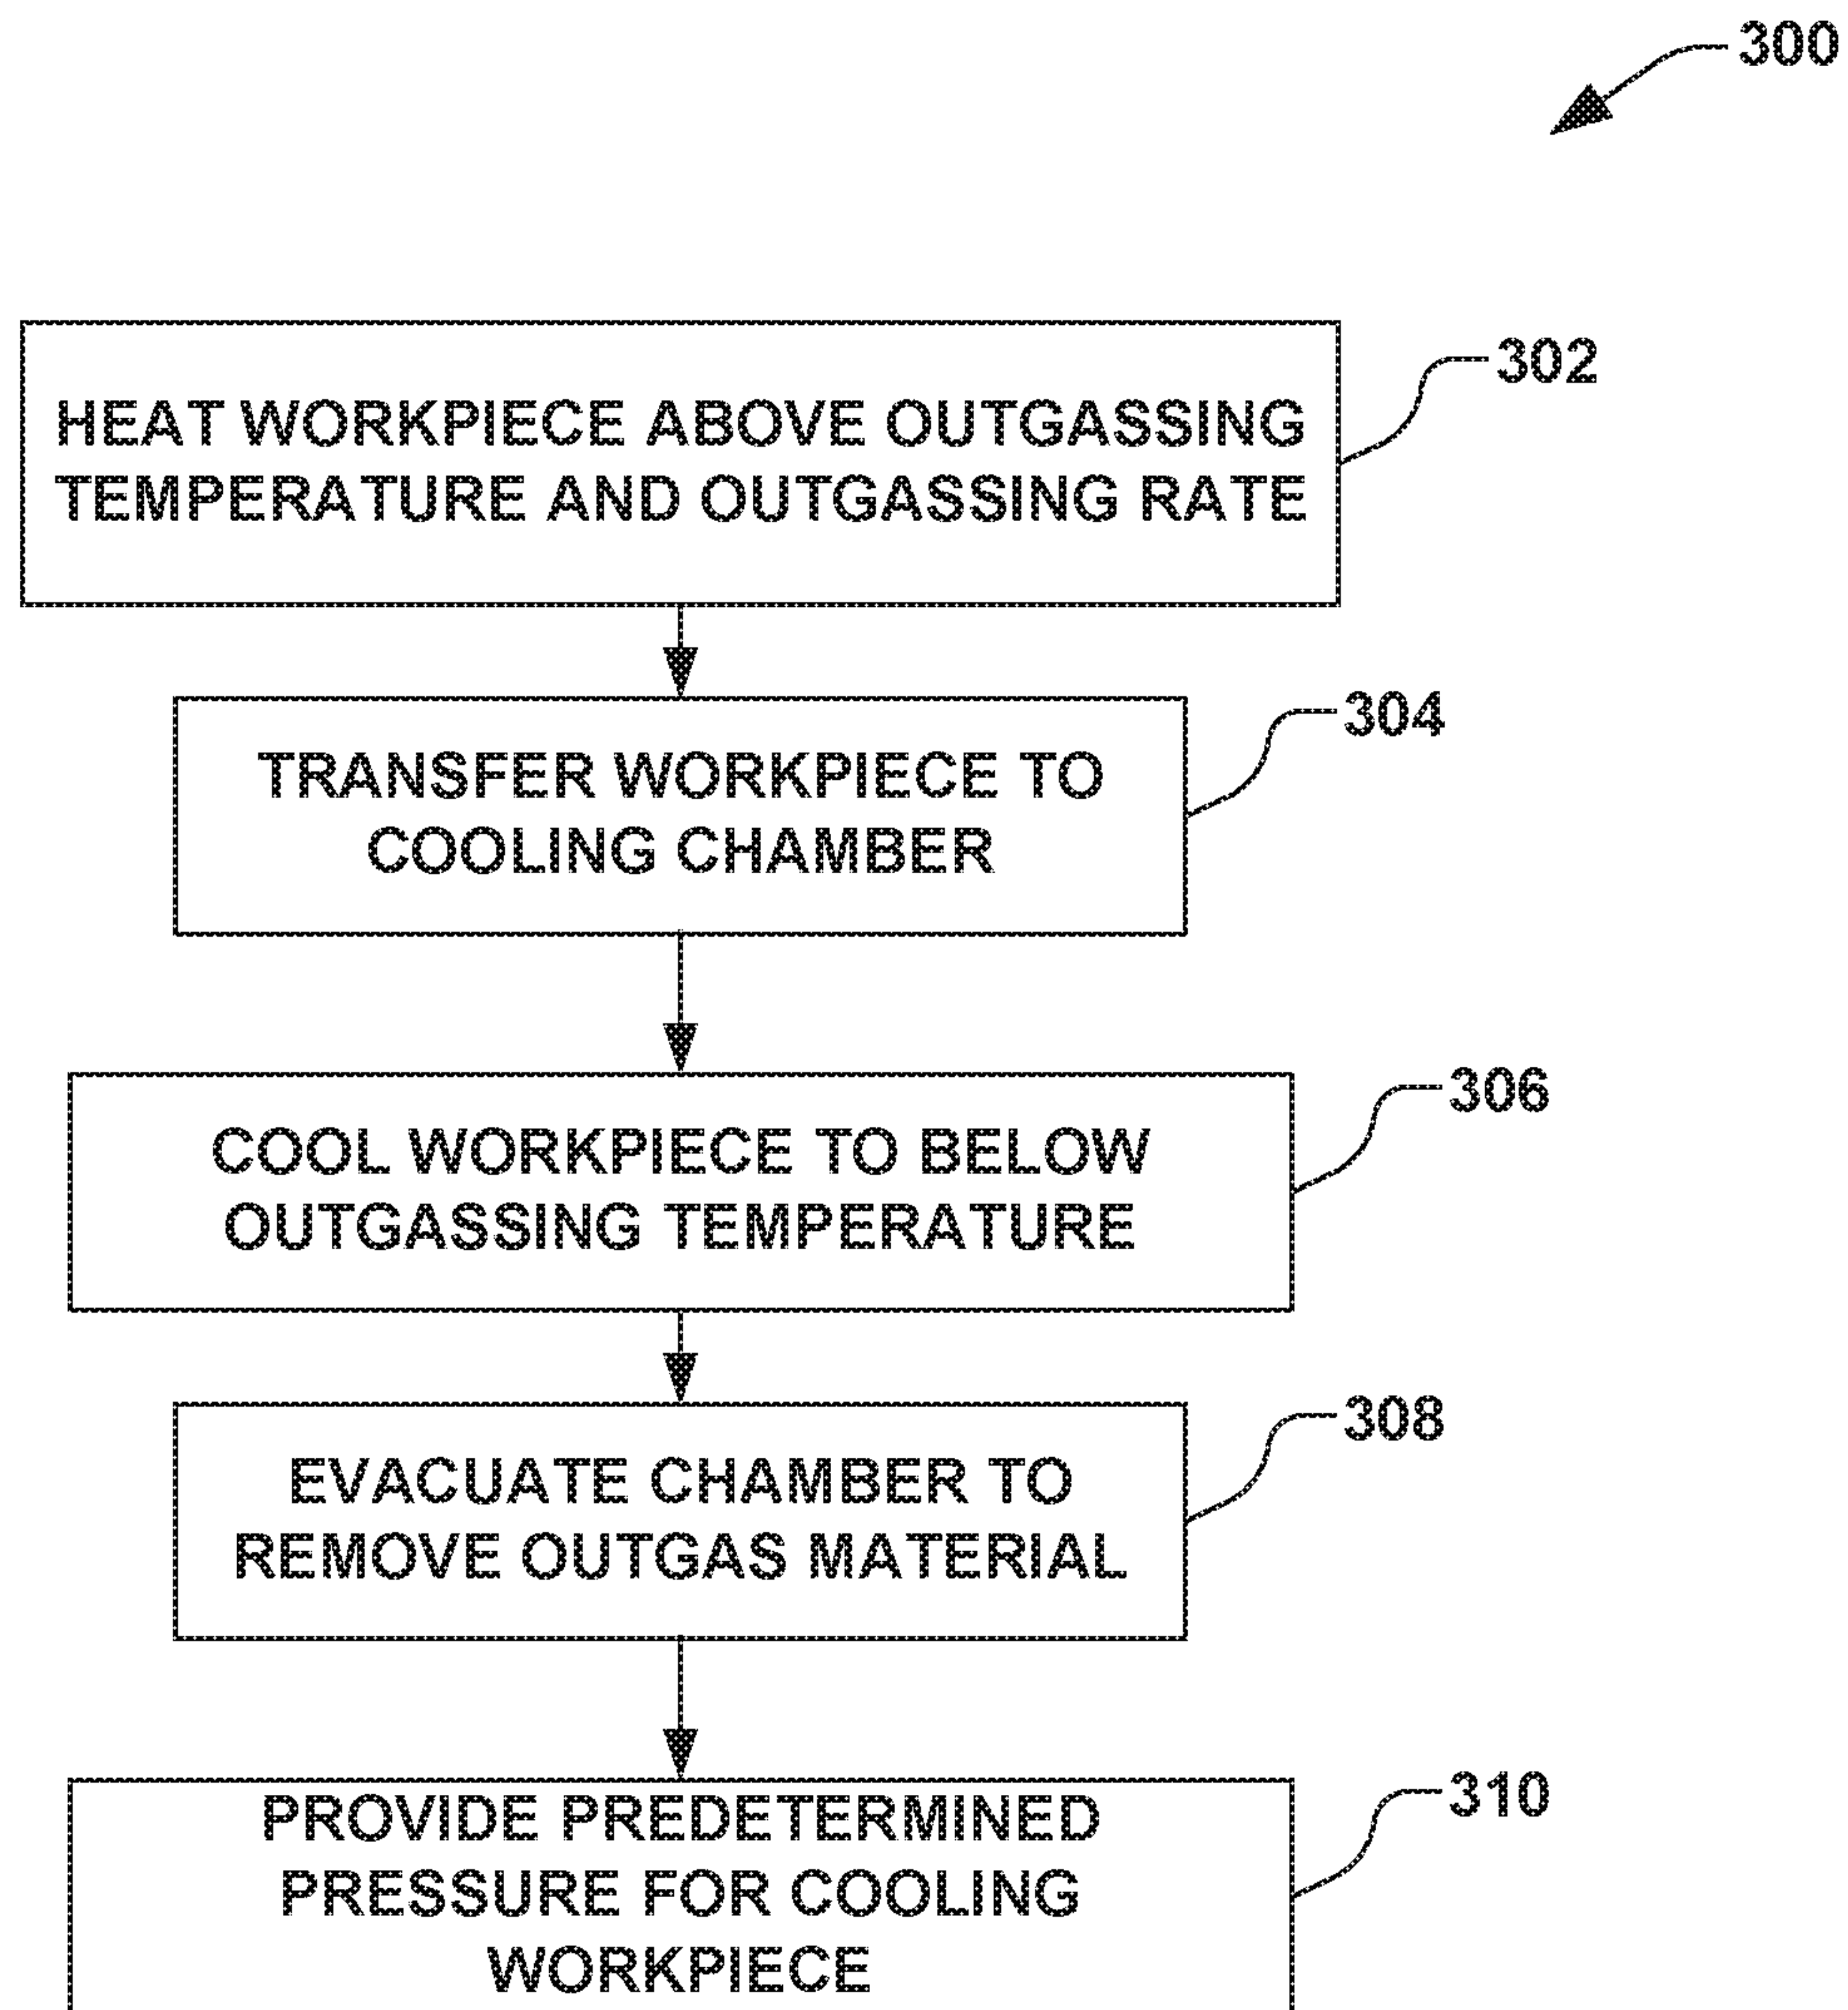 300
HEAT WORKPIECE ABOVE OUTGASSING
TEMPERATURE AND OUTGASSING RATE
302
TRANSFER WORKPIECE TO
COOLING CHAMBER
304
COOL WORKPIECE TO BELOW
OUTGASSING TEMPERATURE
306
EVACUATE CHAMBER TO
REMOVE OUTGAS MATERIAL
308
PROVIDE PREDETERMINED
PRESSURE FOR COOLING
WORKPIECE
310